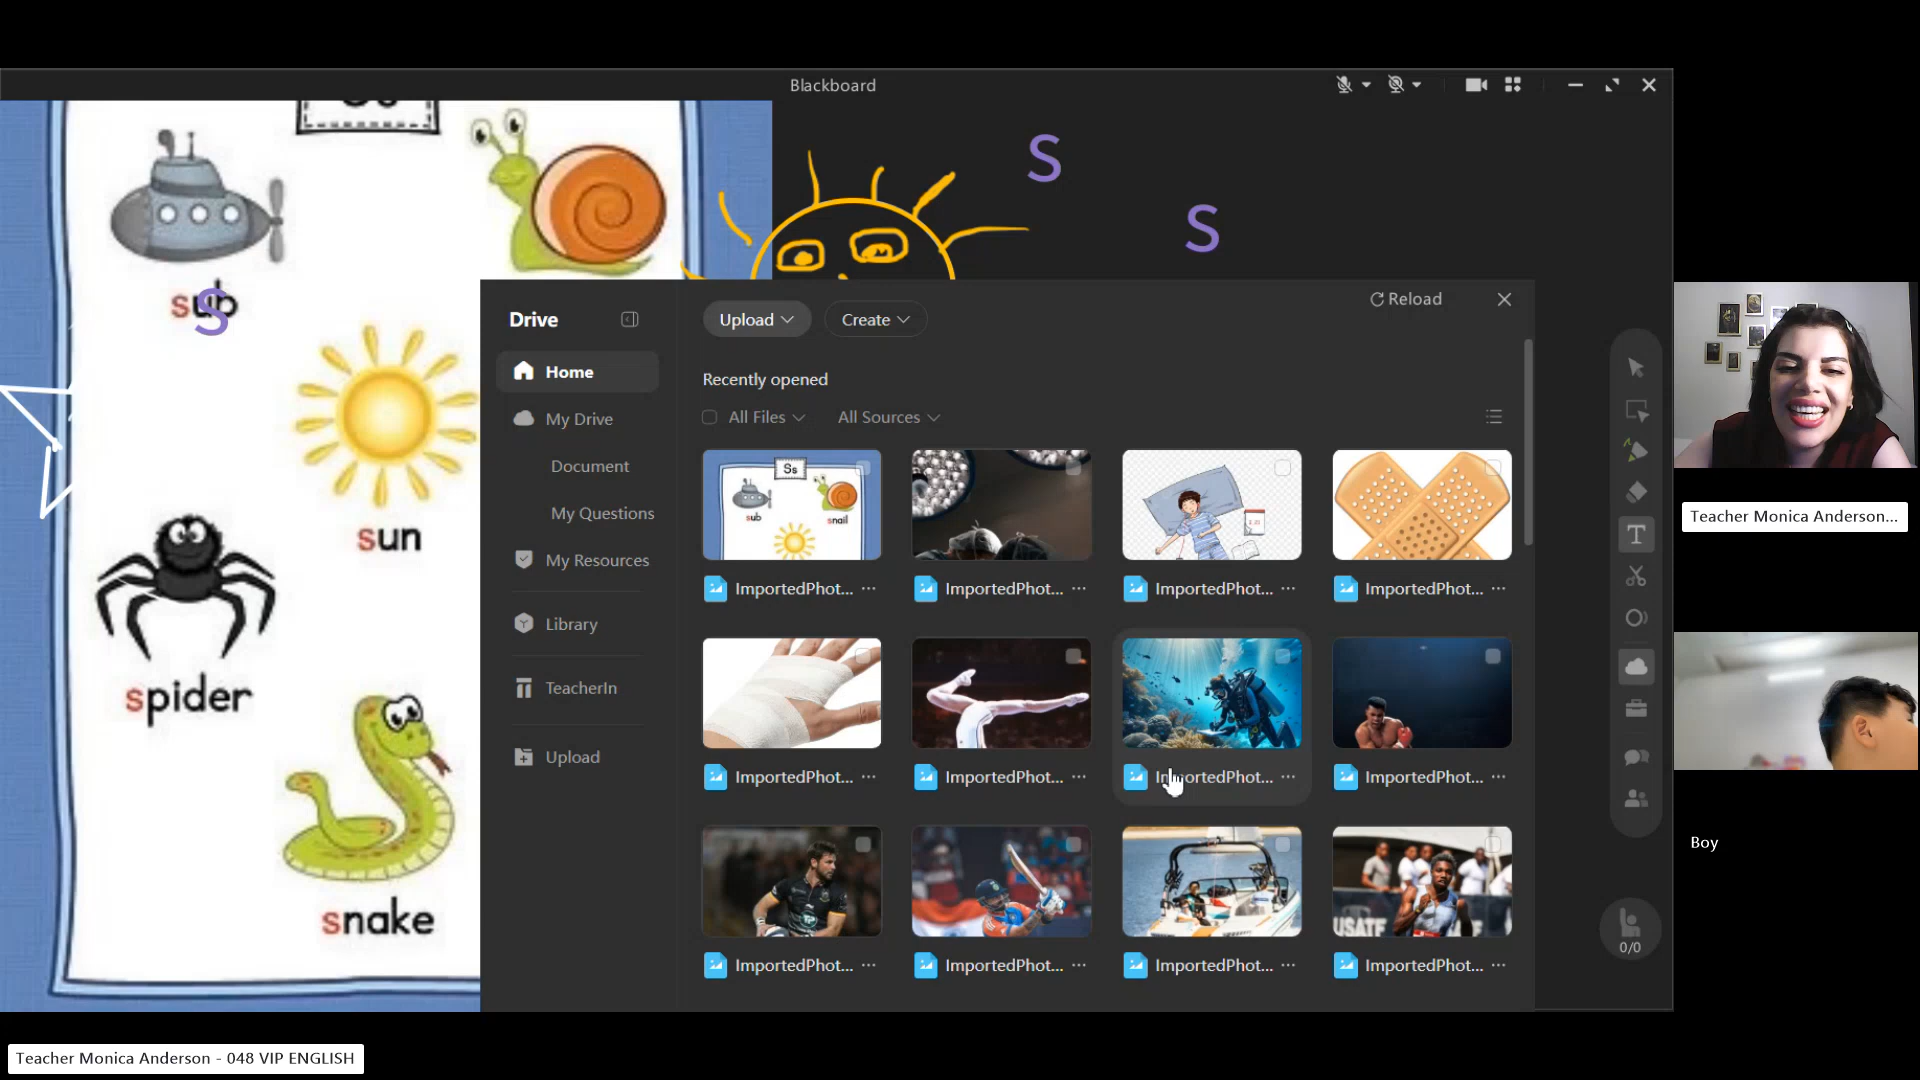 Blackboard
S
S
sub
S
sun
spider
snake
Drive
Home
My Drive
Document
My Questions
My Resources
Library
TeacherIn
Upload
Upload
Create
Reload
Recently opened
All Files
All Sources
Ss
sub
snail
ImportedPhot...
ImportedPhot...
ImportedPhot...
ImportedPhot...
ImportedPhot...
ImportedPhot...
ImportedPhot...
ImportedPhot...
USATF
ImportedPhot...
ImportedPhot...
ImportedPhot...
ImportedPhot...
T
0/0
Teacher Monica Anderson...
Boy
Teacher Monica Anderson - 048 VIP ENGLISH